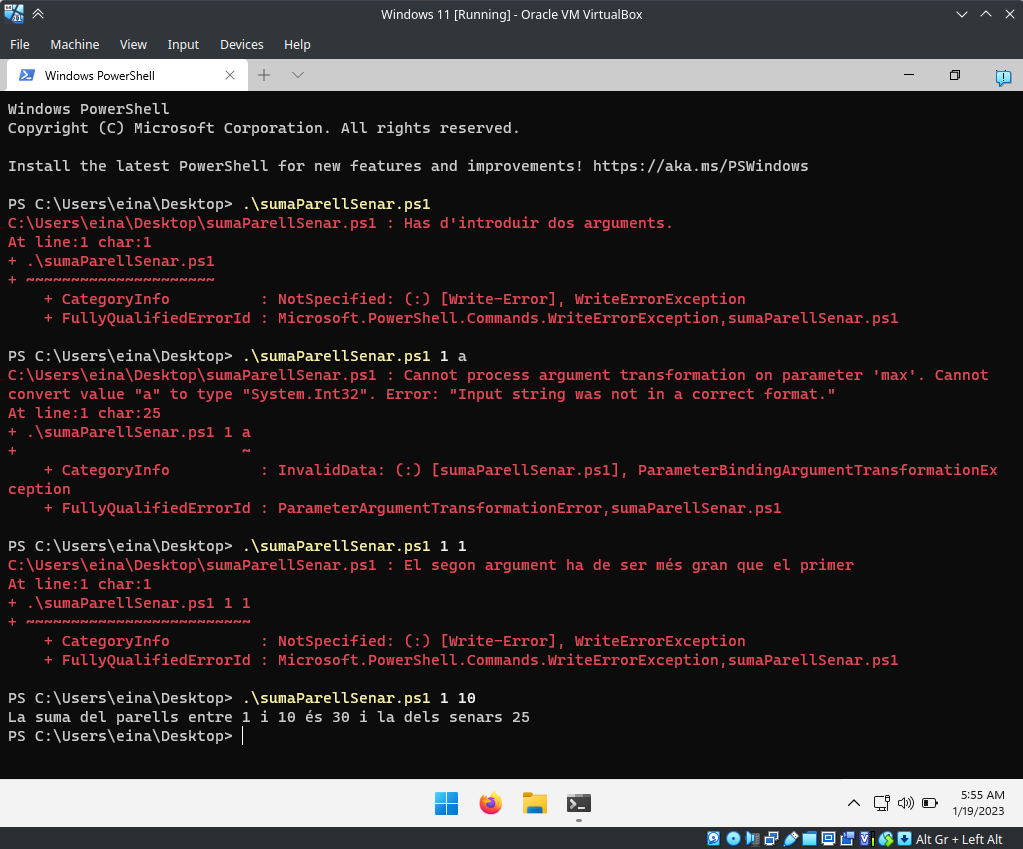 Windows 11 [Running] - Oracle VM VirtualBox
File Machine View Input Devices Help
Windows PowerShell
Windows PowerShell
Copyright (C) Microsoft Corporation. All rights reserved.
Install the latest PowerShell for new features and improvements! https://aka.ms/PSWindows
PS C:\Users\eina\Desktop> .\sumaParellSenar.ps1
C:\Users\eina\Desktop\sumaParellSenar.ps1 : Has d'introduir dos arguments.
At line:1 char:1
+ .\sumaParellSenar.ps1
+ ~~~~~~~~~~~~~~~~~~~~~
    + CategoryInfo          : NotSpecified: (:) [Write-Error], WriteErrorException
    + FullyQualifiedErrorId : Microsoft.PowerShell.Commands.WriteErrorException,sumaParellSenar.ps1
PS C:\Users\eina\Desktop> .\sumaParellSenar.ps1 1 a
C:\Users\eina\Desktop\sumaParellSenar.ps1 : Cannot process argument transformation on parameter 'max'. Cannot
convert value "a" to type "System.Int32". Error: "Input string was not in a correct format."
At line:1 char:25
+ .\sumaParellSenar.ps1 1 a
+                         ~
    + CategoryInfo          : InvalidData: (:) [sumaParellSenar.ps1], ParameterBindingArgumentTransformationEx
ception
    + FullyQualifiedErrorId : ParameterArgumentTransformationError,sumaParellSenar.ps1
PS C:\Users\eina\Desktop> .\sumaParellSenar.ps1 1 1
C:\Users\eina\Desktop\sumaParellSenar.ps1 : El segon argument ha de ser més gran que el primer
At line:1 char:1
+ .\sumaParellSenar.ps1 1 1
+ ~~~~~~~~~~~~~~~~~~~~~~~~~
    + CategoryInfo          : NotSpecified: (:) [Write-Error], WriteErrorException
    + FullyQualifiedErrorId : Microsoft.PowerShell.Commands.WriteErrorException,sumaParellSenar.ps1
PS C:\Users\eina\Desktop> .\sumaParellSenar.ps1 1 10
La suma del parells entre 1 i 10 és 30 i la dels senars 25
PS C:\Users\eina\Desktop>
5:55 AM
1/19/2023
Alt Gr + Left Alt